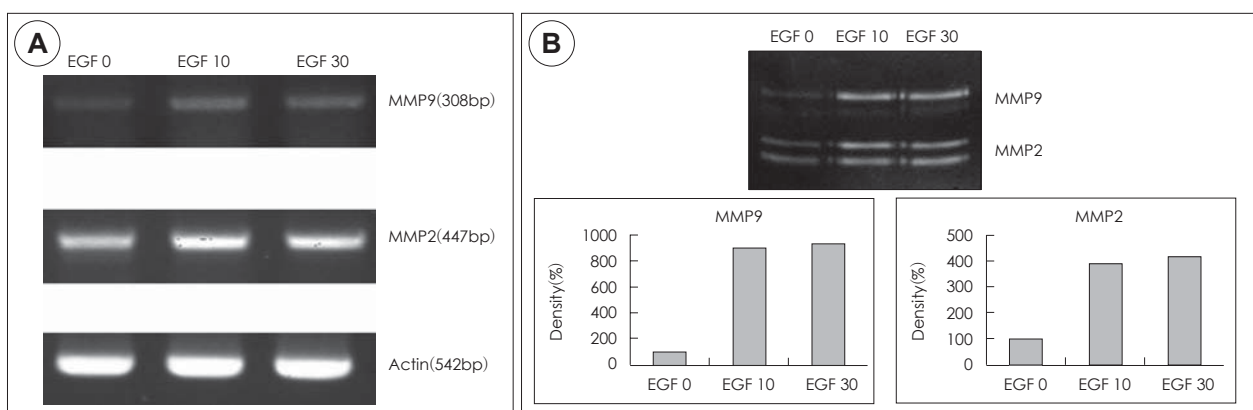 A
EGF 0 EGF 10 EGF 30
MMP9(308bp)
MMP2(447bp)
Actin(542bp)
B
EGF 0 EGF 10 EGF 30
MMP9
MMP2
MMP9
Density(%)
1000
800
600
400
200
0
EGF 0 EGF 10 EGF 30
MMP2
Density(%)
500
400
300
200
100
0
EGF 0 EGF 10 EGF 30